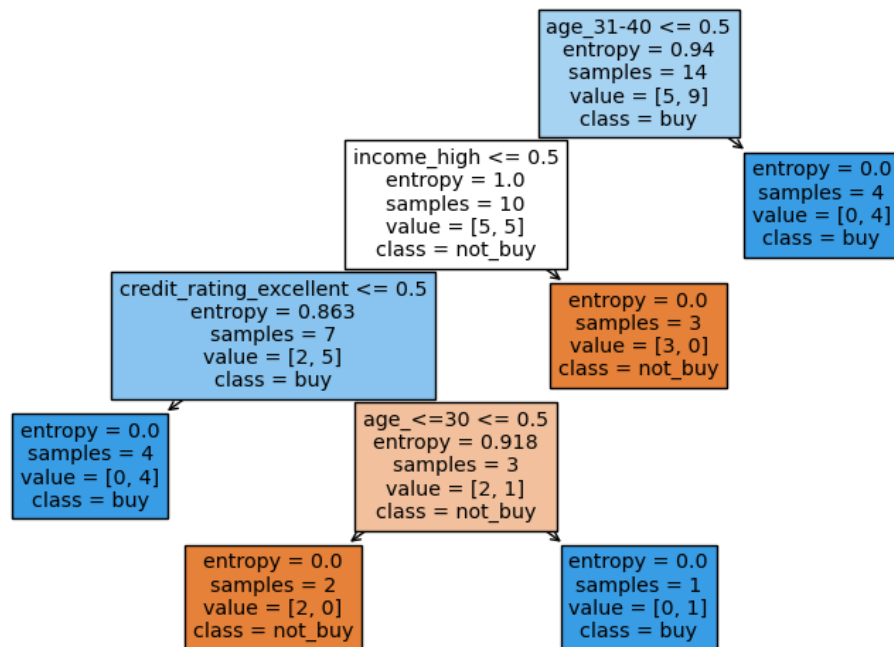 age_31-40 <= 0.5
entropy = 0.94
samples = 14
value = [5, 9]
class = buy
income_high <= 0.5
entropy = 1.0
samples = 10
value = [5, 5]
class = not_buy
entropy = 0.0
samples = 4
value = [0, 4]
class = buy
credit_rating_excellent <= 0.5
entropy = 0.863
samples = 7
value = [2, 5]
class = buy
entropy = 0.0
samples = 3
value = [3, 0]
class = not_buy
entropy = 0.0
samples = 4
value = [0, 4]
class = buy
age_<=30 <= 0.5
entropy = 0.918
samples = 3
value = [2, 1]
class = not_buy
entropy = 0.0
samples = 2
value = [2, 0]
class = not_buy
entropy = 0.0
samples = 1
value = [0, 1]
class = buy